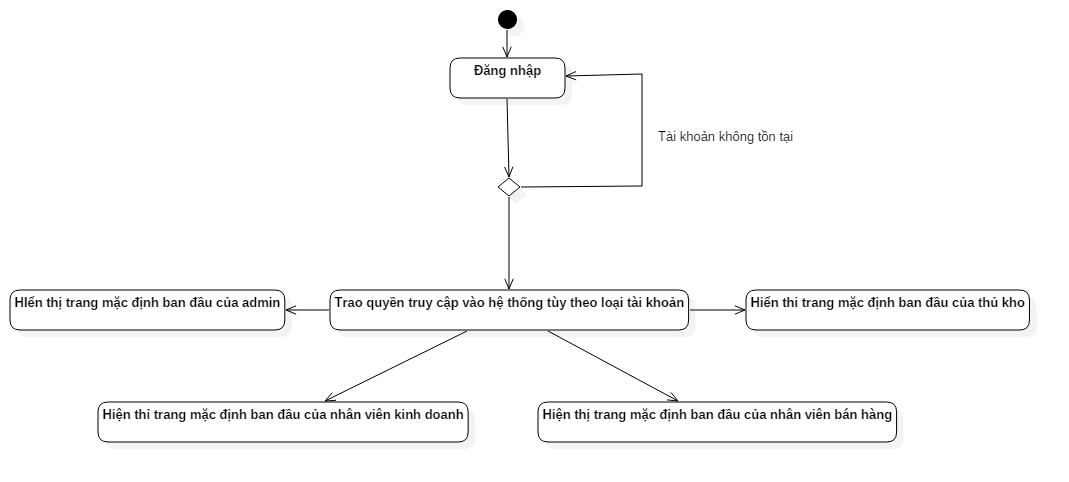 Đăng nhập
Tài khoản không tồn tại
HIển thị trang mặc định ban đầu của admin
Trao quyền truy cập vào hệ thống tùy theo loại tài khoản
Hiển thi trang mặc định ban đầu của thủ kho
Hiện thỉ trang mặc định ban đầu của nhân viên kinh doanh
Hiện thị trang mặc định ban đầu của nhân viên bán hàng